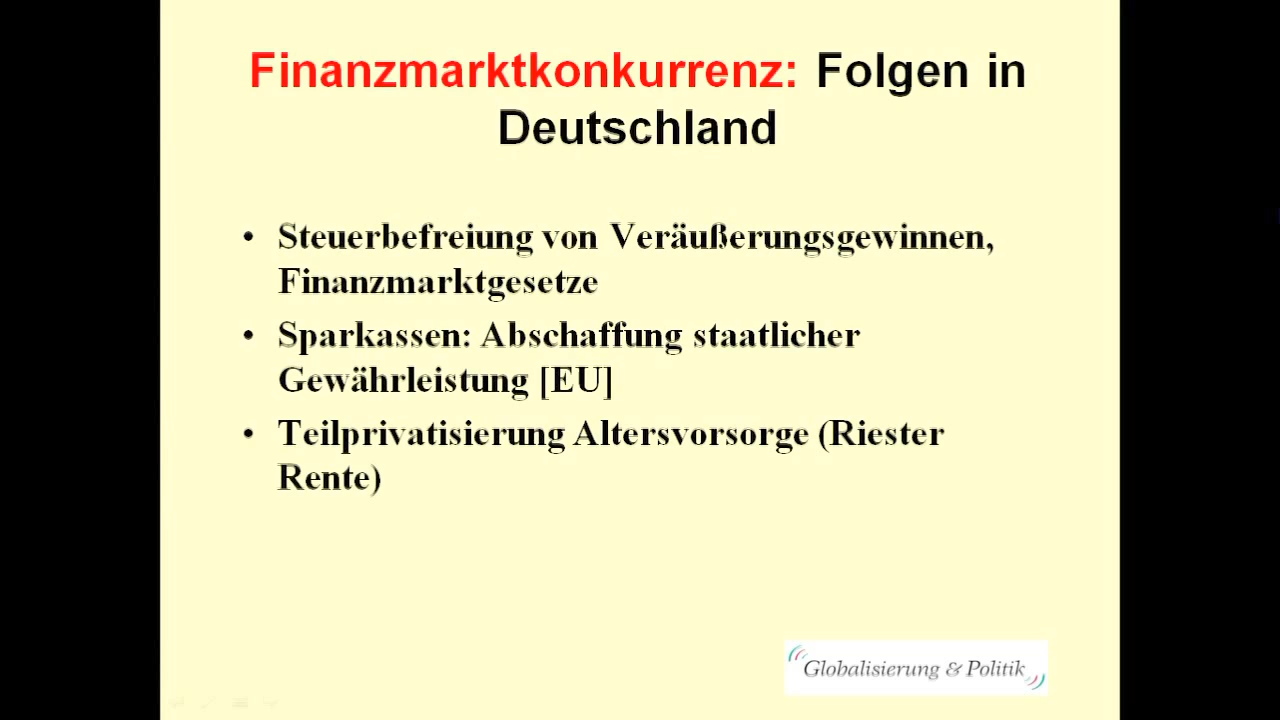 Finanzmarktkonkurrenz: Folgen in
Deutschland
• Steuerbefreiung von Veräußerungsgewinnen,
Finanzmarktgesetze
• Sparkassen: Abschaffung staatlicher
Gewährleistung [EU]
• Teilprivatisierung Altersvorsorge (Riester
Rente)
Globalisierung & Politik